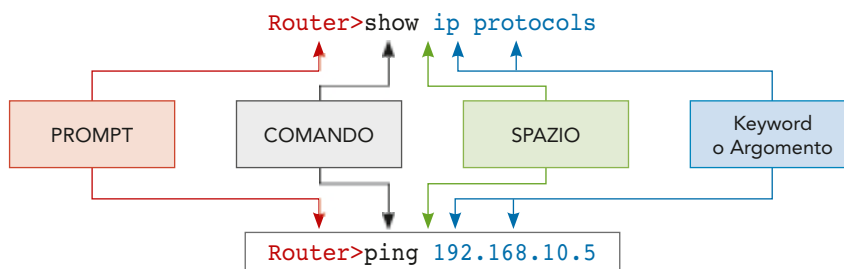 Router>show ip protocols
PROMPT
COMANDO
SPAZIO
Keyword
o Argomento
Router>ping 192.168.10.5